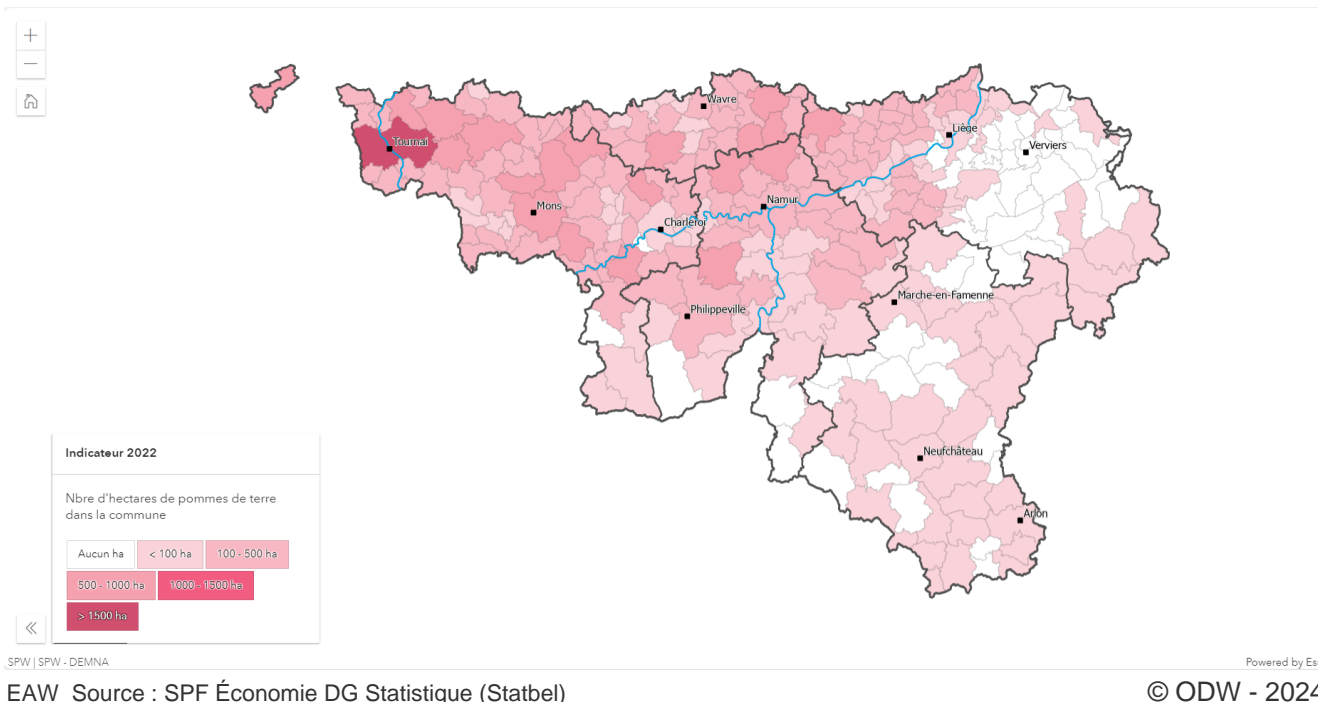 Wavre
Tournai
Liège
Verviers
Mons
Namur
Charleroi
Marche-en-Famenne
Philippeville
Neufchâteau
Arlon
Indicateur 2022
Nbre d'hectares de pommes de terre
dans la commune
Aucun ha
< 100 ha
100 - 500 ha
500 - 1000 ha
1000 - 1500 ha
> 1500 ha
SPW | SPW - DEMNA
Powered by Es
EAW Source : SPF Économie DG Statistique (Statbel)
© ODW - 2024